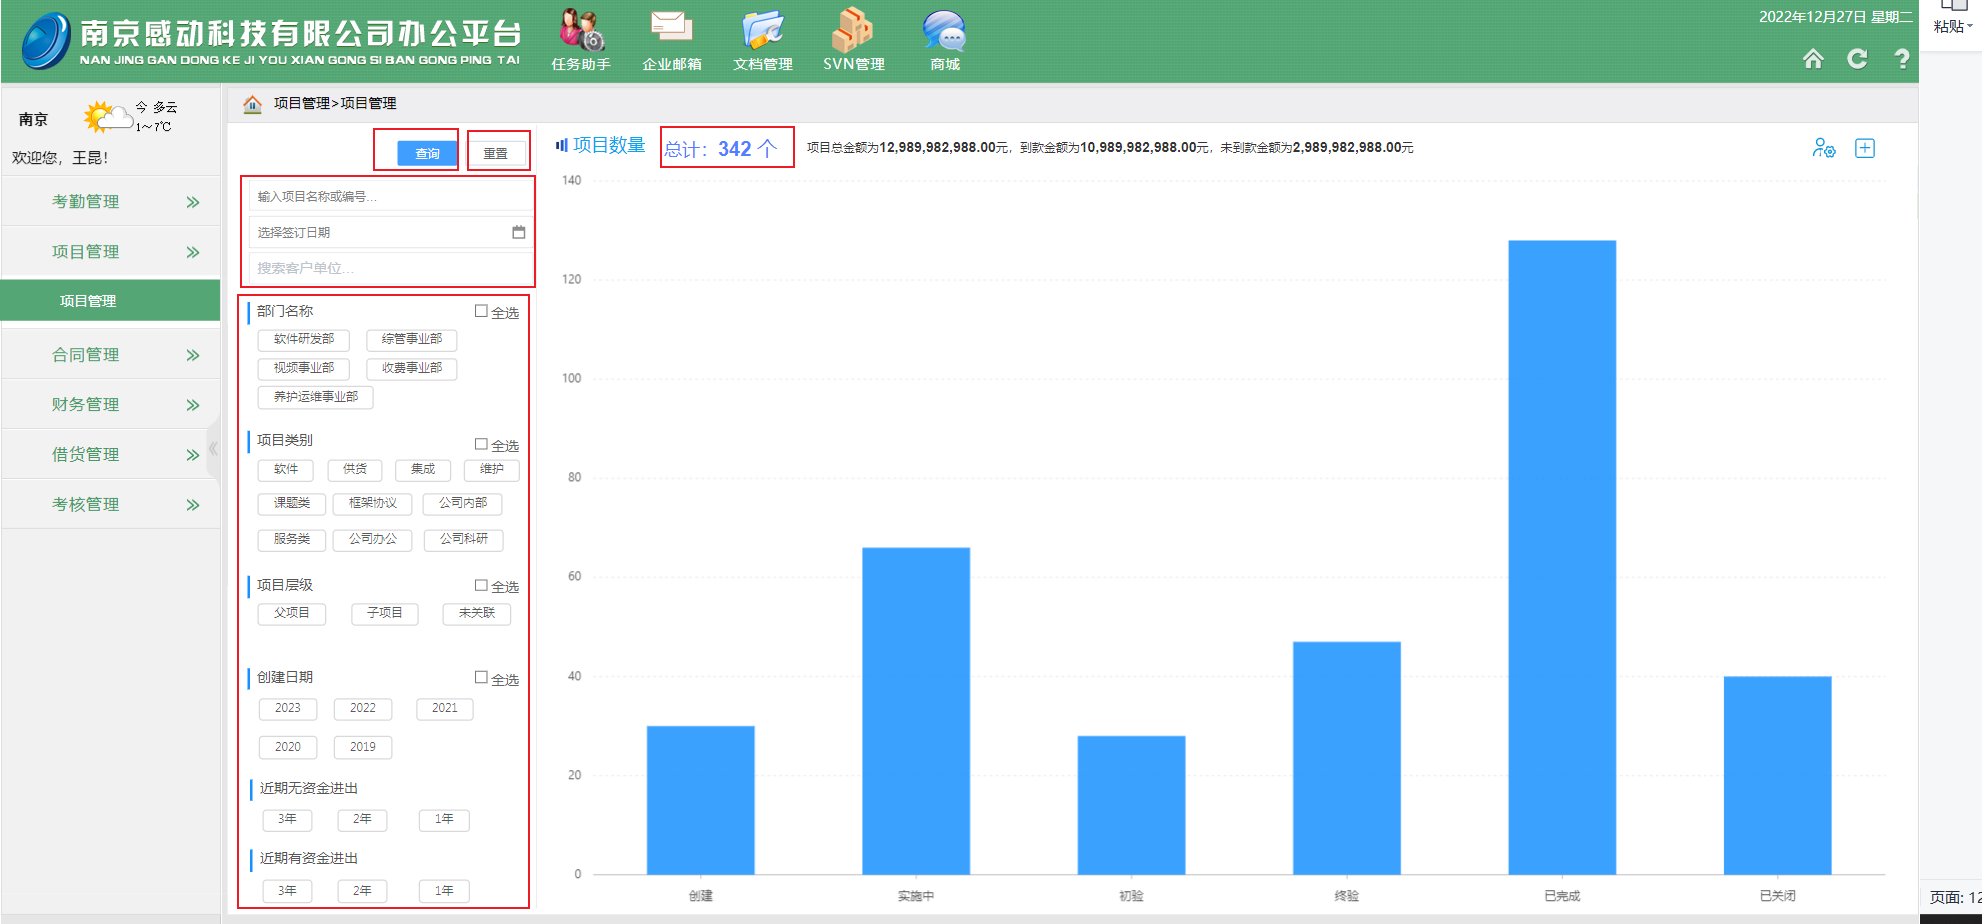 南京感动科技有限公司办公平台
NAN JING GAN DONG KE JI YOU XIAN GONG SI BAN GONG PING TAI
任务助手 企业邮箱 文档管理 SVN管理 商城
2022年12月27日 星期二
粘贴
南京
今 多云
1～7℃
欢迎您，王昆！
考勤管理
项目管理
项目管理
合同管理
财务管理
借货管理
考核管理
项目管理>项目管理
查询 重置
输入项目名称或编号...
选择签订日期
搜索客户单位...
部门名称 全选
软件研发部 综管事业部
视频事业部 收费事业部
养护运维事业部
项目类别 全选
软件 供货 集成 维护
课题类 框架协议 公司内部
服务类 公司办公 公司科研
项目层级 全选
父项目 子项目 未关联
创建日期 全选
2023 2022 2021
2020 2019
近期无资金进出
3年 2年 1年
近期有资金进出
3年 2年 1年
项目数量 总计：342 个 项目总金额为12,989,982,988.00元，到款金额为10,989,982,988.00元，未到款金额为2,989,982,988.00元
140
120
100
80
60
40
20
0
创建 实施中 初验 终验 已完成 已关闭
页面: 12